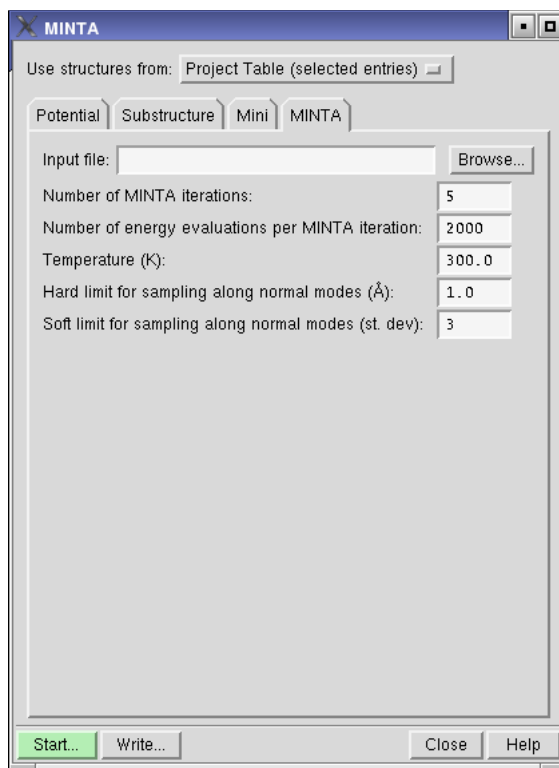 MINTA
Use structures from: Project Table (selected entries)
Potential Substructure Mini MINTA
Input file: Browse...
Number of MINTA iterations: 5
Number of energy evaluations per MINTA iteration: 2000
Temperature (K): 300.0
Hard limit for sampling along normal modes (Å): 1.0
Soft limit for sampling along normal modes (st. dev): 3
Start... Write... Close Help